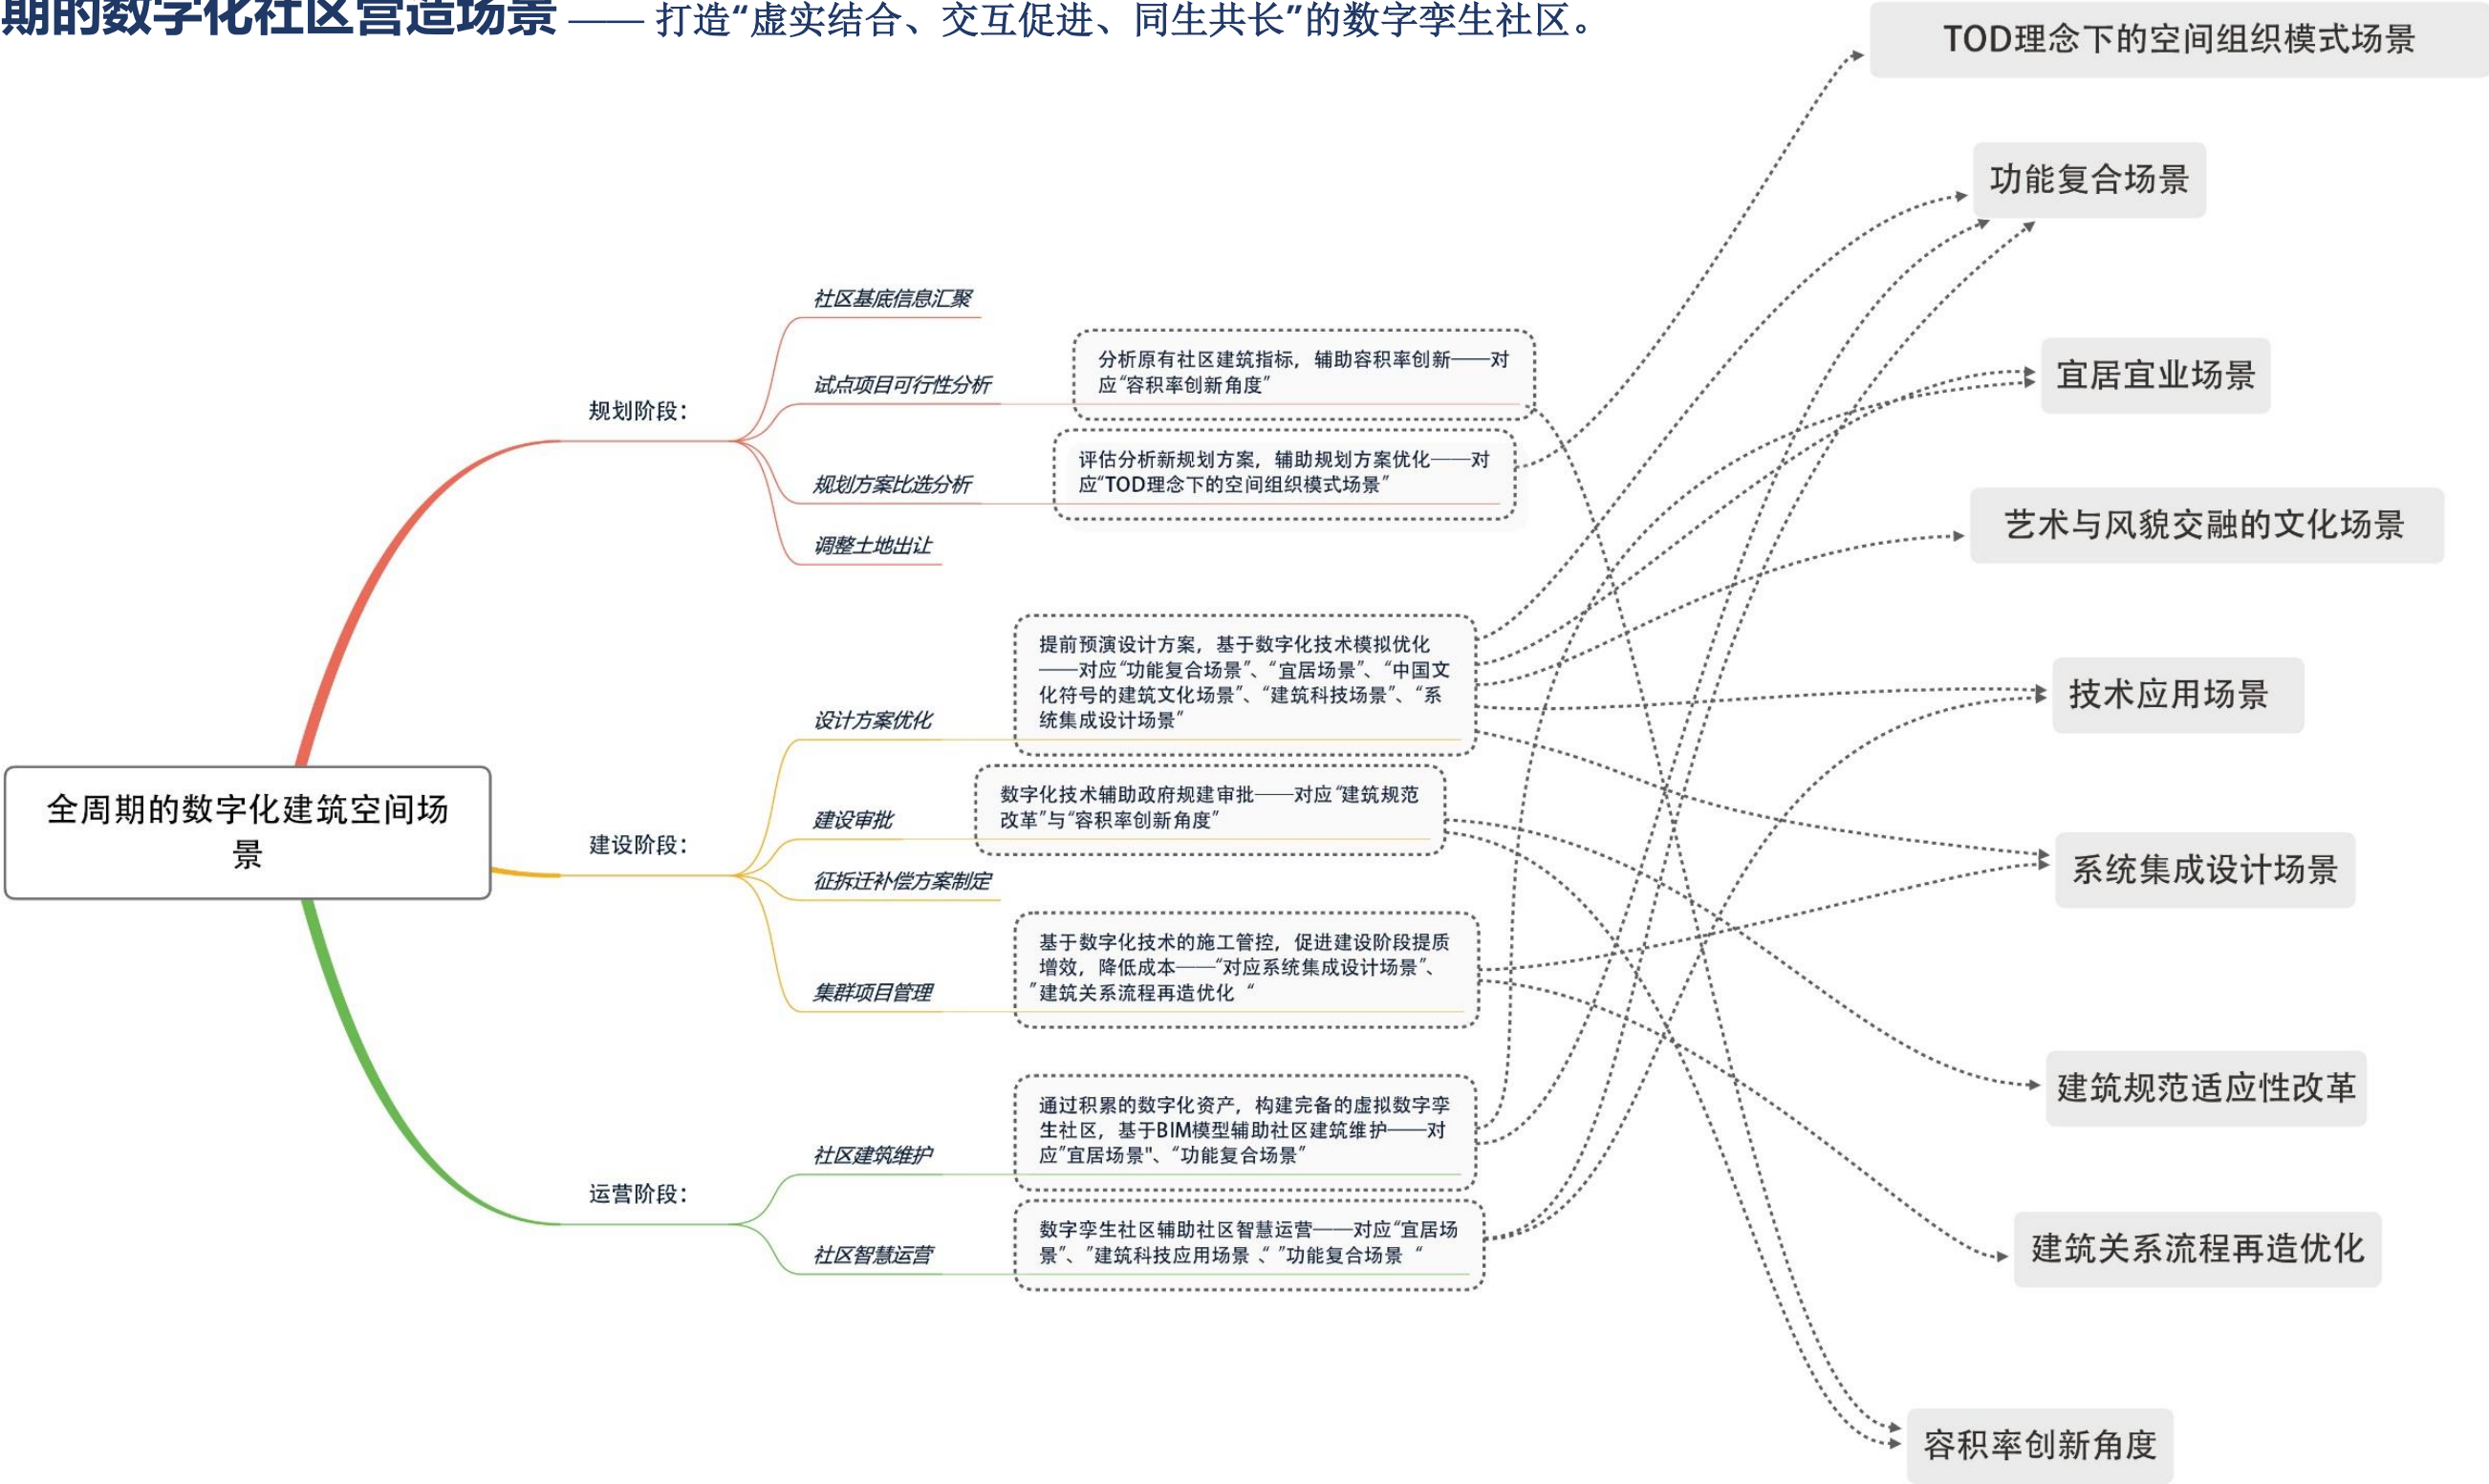 期的数字化社区营造场景 —— 打造“虚实结合、交互促进、同生共长”的数字孪生社区。
全周期的数字化建筑空间场
景
规划阶段：
社区基底信息汇聚
试点项目可行性分析
分析原有社区建筑指标，辅助容积率创新——对
应“容积率创新角度”
规划方案比选分析
评估分析新规划方案，辅助规划方案优化——对
应“TOD理念下的空间组织模式场景”
调整土地出让
建设阶段：
设计方案优化
提前预演设计方案，基于数字化技术模拟优化
——对应“功能复合场景”、“宜居场景”、“中国文
化符号的建筑文化场景”、“建筑科技场景”、“系
统集成设计场景”
建设审批
数字化技术辅助政府规建审批——对应“建筑规范
改革”与“容积率创新角度”
征拆迁补偿方案制定
集群项目管理
基于数字化技术的施工管控，促进建设阶段提质
增效，降低成本——“对应系统集成设计场景”、
”建筑关系流程再造优化 “
运营阶段：
社区建筑维护
通过积累的数字化资产，构建完备的虚拟数字孪
生社区，基于BIM模型辅助社区建筑维护——对
应”宜居场景"、“功能复合场景”
社区智慧运营
数字孪生社区辅助社区智慧运营——对应“宜居场
景”、”建筑科技应用场景 、“ ”功能复合场景 “
TOD理念下的空间组织模式场景
功能复合场景
宜居宜业场景
艺术与风貌交融的文化场景
技术应用场景
系统集成设计场景
建筑规范适应性改革
建筑关系流程再造优化
容积率创新角度